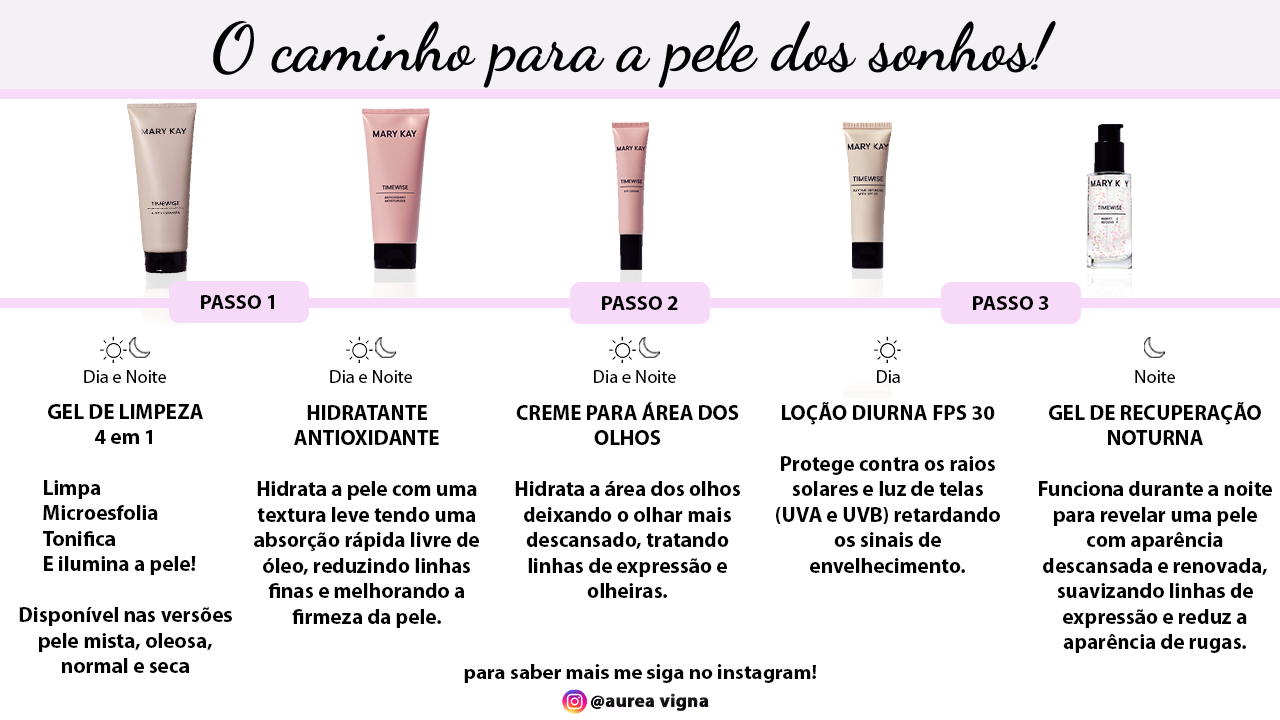 O caminho para a pele dos sonhos!
MARY KAY
TIMEWISE
MARY KAY
TIMEWISE
ANTIOXIDANT
MOISTURIZER
MARY KAY
TIMEWISE
EYE CREAM
MARY KAY
TIMEWISE
MARY KAY
TIMEWISE
PASSO 1
PASSO 2
PASSO 3
Dia e Noite
GEL DE LIMPEZA
4 em 1
Limpa
Microesfolia
Tonifica
E ilumina a pele!
Disponível nas versões
pele mista, oleosa,
normal e seca
Dia e Noite
HIDRATANTE
ANTIOXIDANTE
Hidrata a pele com uma
textura leve tendo uma
absorção rápida livre de
óleo, reduzindo linhas
finas e melhorando a
firmeza da pele.
Dia e Noite
CREME PARA ÁREA DOS
OLHOS
Hidrata a área dos olhos
deixando o olhar mais
descansado, tratando
linhas de expressão e
olheiras.
Dia
LOÇÃO DIURNA FPS 30
Protege contra os raios
solares e luz de telas
(UVA e UVB) retardando
os sinais de
envelhecimento.
Noite
GEL DE RECUPERAÇÃO
NOTURNA
Funciona durante a noite
para revelar uma pele
com aparência
descansada e renovada,
suavizando linhas de
expressão e reduz a
aparência de rugas.
para saber mais me siga no instagram!
@aurea vigna